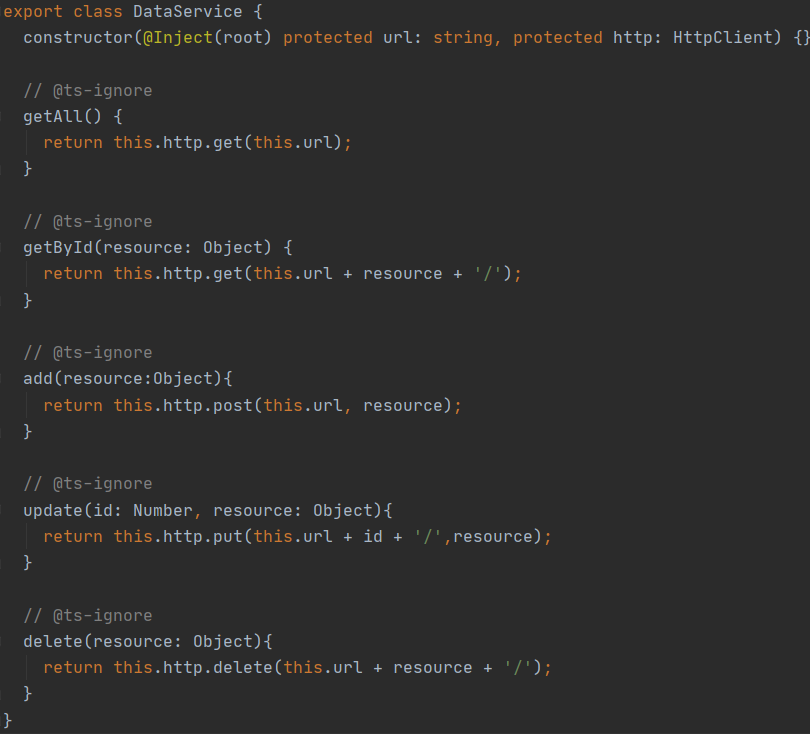 export class DataService {
constructor(@Inject(root) protected url: string, protected http: HttpClient) {}
// @ts-ignore
getAll() {
return this.http.get(this.url);
}
// @ts-ignore
getById(resource: Object) {
return this.http.get(this.url + resource + '/');
}
// @ts-ignore
add(resource:Object){
return this.http.post(this.url, resource);
}
// @ts-ignore
update(id: Number, resource: Object){
return this.http.put(this.url + id + '/',resource);
}
// @ts-ignore
delete(resource: Object){
return this.http.delete(this.url + resource + '/');
}
}